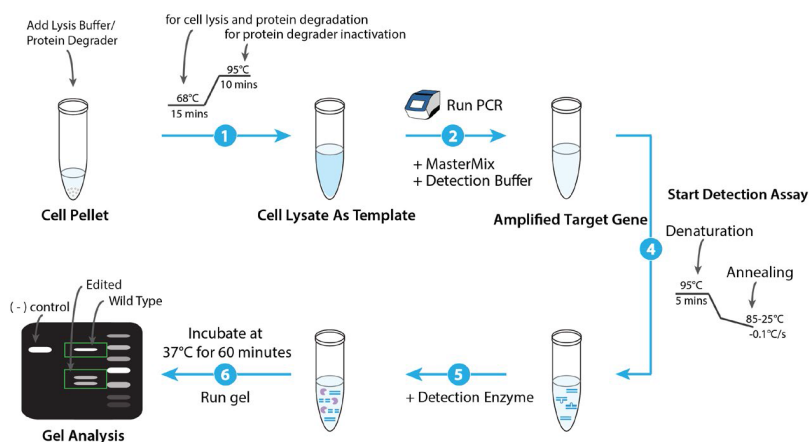 Add Lysis Buffer/
Protein Degrader
for cell lysis and protein degradation
for protein degrader inactivation
95°C
10 mins
68°C
15 mins
1
Cell Pellet
Cell Lysate As Template
Run PCR
2
+ MasterMix
+ Detection Buffer
Amplified Target Gene
Start Detection Assay
4
Denaturation
95°C
5 mins
Annealing
85-25°C
-0.1°C/s
5
+ Detection Enzyme
Incubate at
37°C for 60 minutes
6
Run gel
Edited
Wild Type
(-) control
Gel Analysis